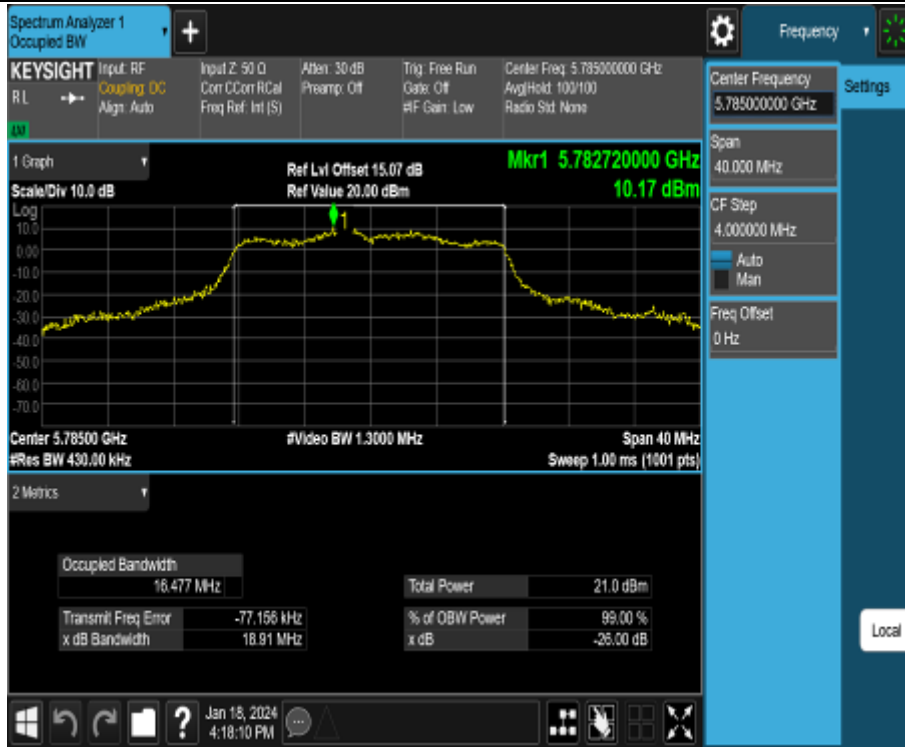 Spectrum Analyzer 1
Occupied BW
+
Frequency
KEYSIGHT
RL
Input: RF
Coupling: DC
Align: Auto
Input Z: 50 Ω
Corr CCorr RCal
Freq Ref: Int (S)
Atten: 30 dB
Preamp: Off
Trig: Free Run
Gate: Off
#IF Gain: Low
Center Freq: 5.785000000 GHz
Avg|Hold: 100/100
Radio Std: None
Center Frequency
5.785000000 GHz
Settings
Span
40.000 MHz
CF Step
4.000000 MHz
Auto
Man
Freq Offset
0 Hz
1 Graph
Scale/Div 10.0 dB
Ref Lvl Offset 15.07 dB
Ref Value 20.00 dBm
Mkr1 5.782720000 GHz
10.17 dBm
Log
10.0
0.00
-10.0
-20.0
-30.0
-40.0
-50.0
-60.0
-70.0
1
Center 5.78500 GHz
#Res BW 430.00 kHz
#Video BW 1.3000 MHz
Span 40 MHz
Sweep 1.00 ms (1001 pts)
2 Metrics
Occupied Bandwidth
16.477 MHz
Total Power 21.0 dBm
Transmit Freq Error -77.156 kHz
% of OBW Power 99.00 %
x dB Bandwidth 18.91 MHz
x dB -26.00 dB
Local
?
Jan 18, 2024
4:18:10 PM